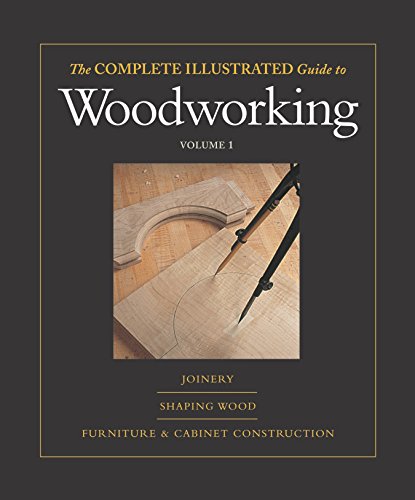 The COMPLETE ILLUSTRATED Guide to
Woodworking
VOLUME 1
JOINERY
SHAPING WOOD
FURNITURE & CABINET CONSTRUCTION